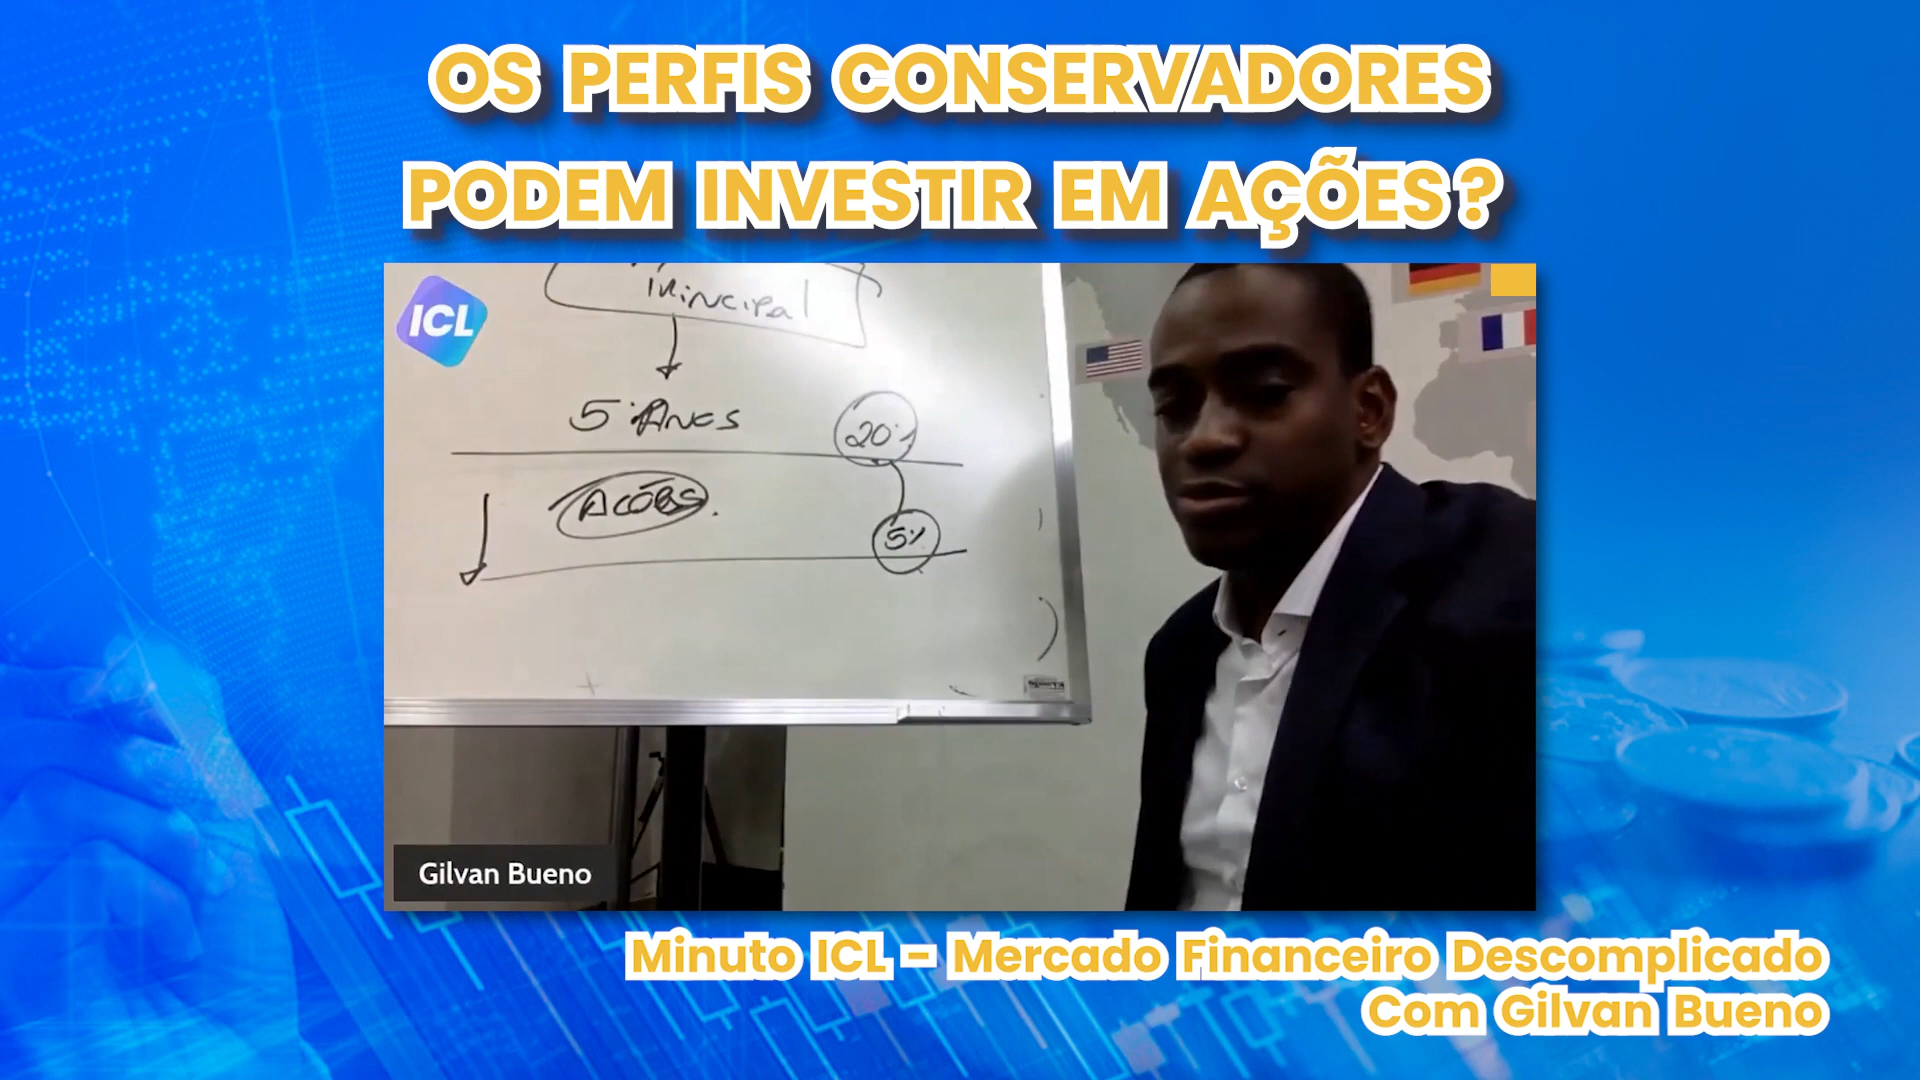 OS PERFIS CONSERVADORES
PODEM INVESTIR EM AÇÕES?
ICL
Principal
5 ANOS
20%
AÇÕES.
5%
Gilvan Bueno
Minuto ICL - Mercado Financeiro Descomplicado
Com Gilvan Bueno